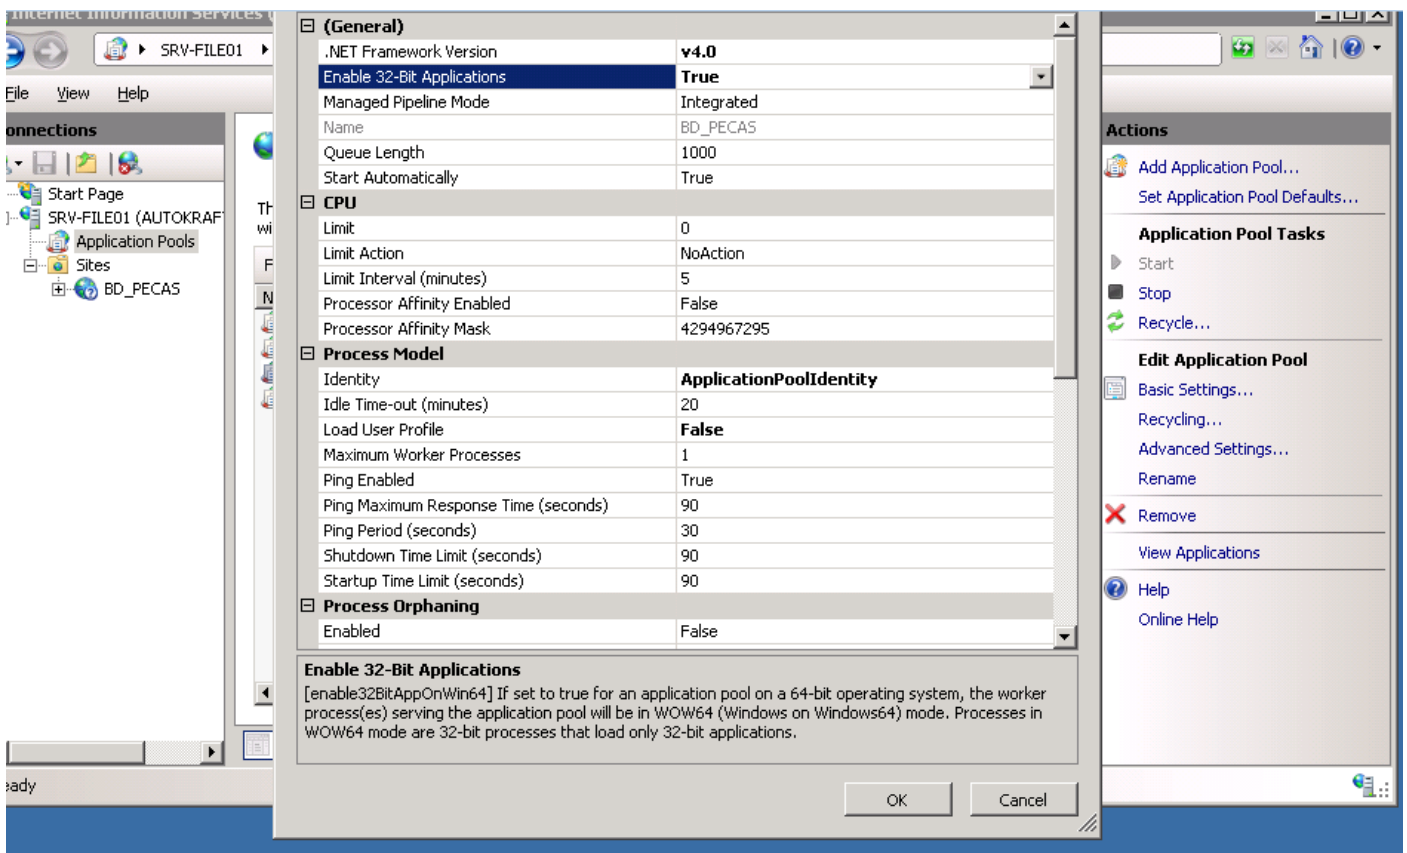 Internet Information Services (
SRV-FILE01
File View Help
onnections
Start Page
SRV-FILE01 (AUTOKRAF
Application Pools
Sites
BD_PECAS
Th
wi
F
N
eady
(General)
.NET Framework Version v4.0
Enable 32-Bit Applications True
Managed Pipeline Mode Integrated
Name BD_PECAS
Queue Length 1000
Start Automatically True
CPU
Limit 0
Limit Action NoAction
Limit Interval (minutes) 5
Processor Affinity Enabled False
Processor Affinity Mask 4294967295
Process Model
Identity ApplicationPoolIdentity
Idle Time-out (minutes) 20
Load User Profile False
Maximum Worker Processes 1
Ping Enabled True
Ping Maximum Response Time (seconds) 90
Ping Period (seconds) 30
Shutdown Time Limit (seconds) 90
Startup Time Limit (seconds) 90
Process Orphaning
Enabled False
Enable 32-Bit Applications
[enable32BitAppOnWin64] If set to true for an application pool on a 64-bit operating system, the worker
process(es) serving the application pool will be in WOW64 (Windows on Windows64) mode. Processes in
WOW64 mode are 32-bit processes that load only 32-bit applications.
OK Cancel
Actions
Add Application Pool...
Set Application Pool Defaults...
Application Pool Tasks
Start
Stop
Recycle...
Edit Application Pool
Basic Settings...
Recycling...
Advanced Settings...
Rename
Remove
View Applications
Help
Online Help